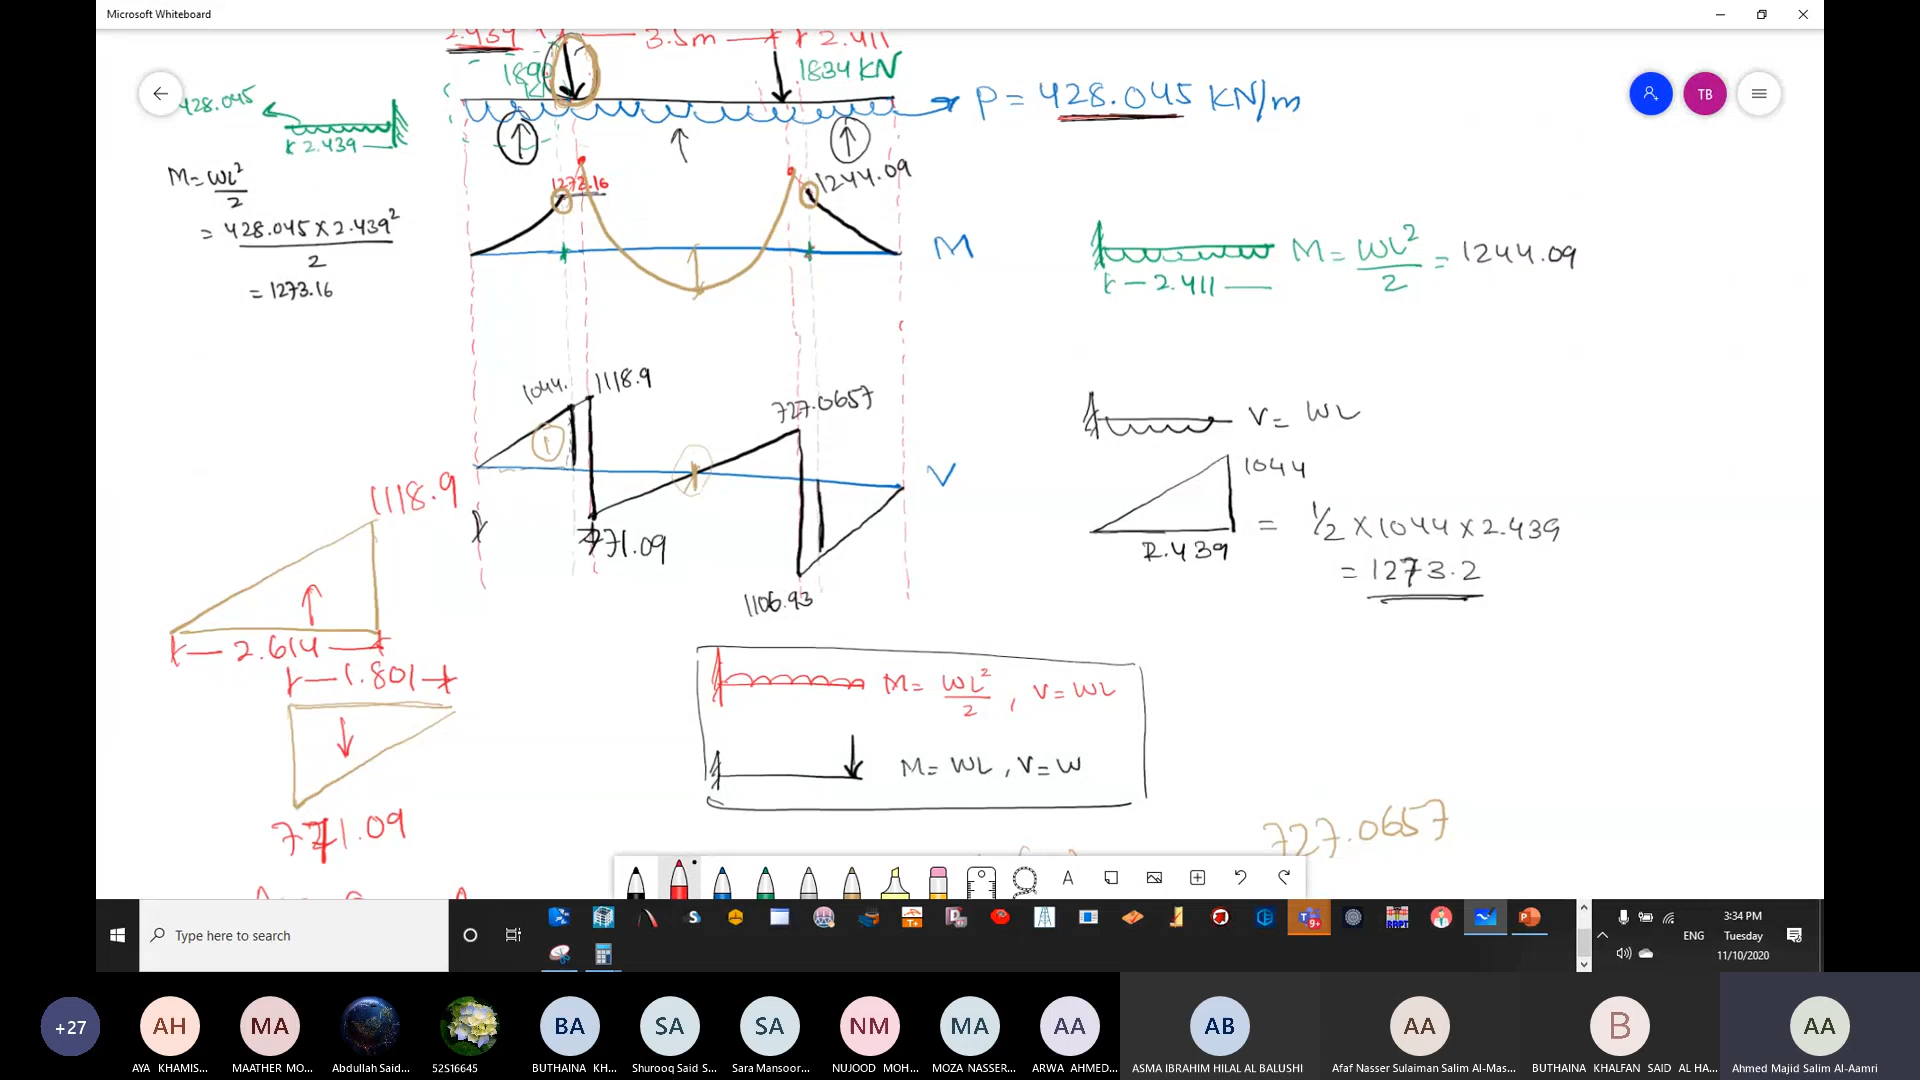 Microsoft Whiteboard
2.439
3.5m
2.411
1834 KN
P = 428.045 KN/m
TB
428.045
2.439
M = WL²/2
= 428.045 × 2.439² / 2
= 1273.16
1272.16
1244.09
M
M = WL²/2 = 1244.09
2.411
1044.
1118.9
727.0657
V
771.09
1106.93
V = WL
1044
2.439
= 1/2 × 1044 × 2.439
= 1273.2
1118.9
2.614
1.801
771.09
M = WL²/2 , V = WL
M = WL , V = W
727.0657
A
Type here to search
9+
RAPT
ENG
3:34 PM
Tuesday
11/10/2020
+27
AH
MA
BA
SA
SA
NM
MA
AA
AB
AA
B
AA
AYA KHAMIS...
MAATHER MO...
Abdullah Said...
52S16645
BUTHAINA KH...
Shurooq Said S...
Sara Mansoor...
NUJOOD MOH...
MOZA NASSER...
ARWA AHMED...
ASMA IBRAHIM HILAL AL BALUSHI
Afaf Nasser Sulaiman Salim Al-Mas...
BUTHAINA KHALFAN SAID AL HA...
Ahmed Majid Salim Al-Aamri